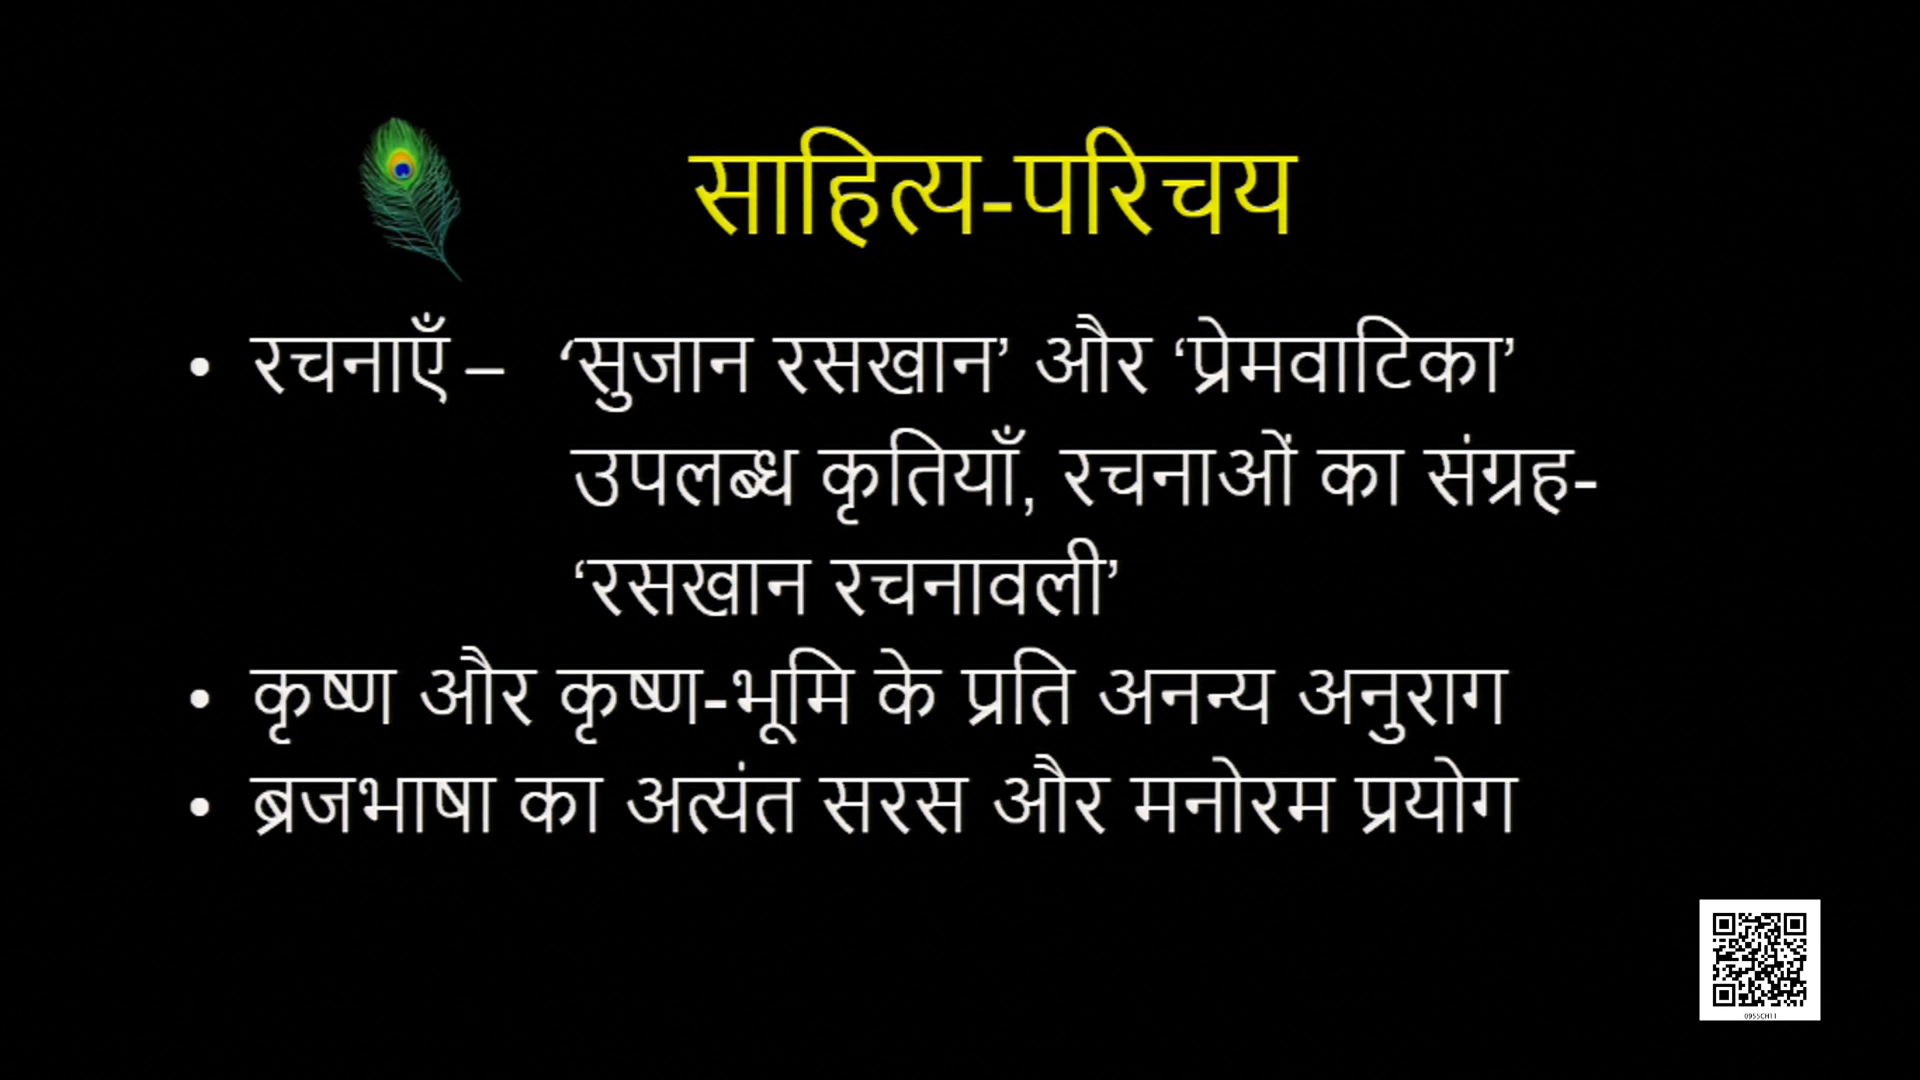 साहित्य-परिचय
• रचनाएँ – ‘सुजान रसखान’ और ‘प्रेमवाटिका’
उपलब्ध कृतियाँ, रचनाओं का संग्रह-
‘रसखान रचनावली’
• कृष्ण और कृष्ण-भूमि के प्रति अनन्य अनुराग
• ब्रजभाषा का अत्यंत सरस और मनोरम प्रयोग
0955CH11